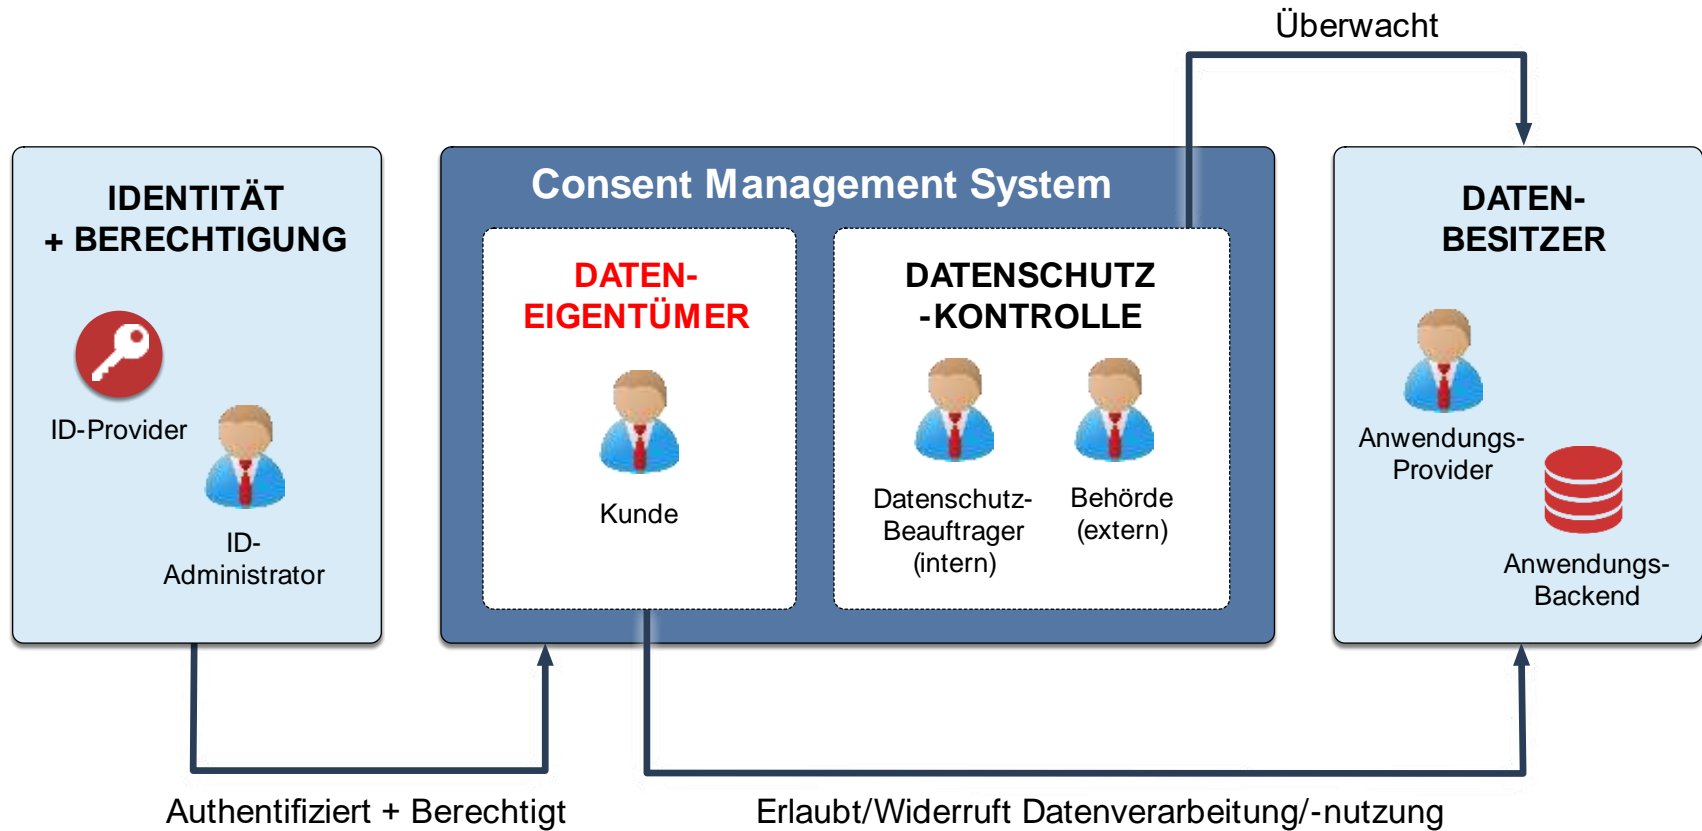 Überwacht
IDENTITÄT
+ BERECHTIGUNG
ID-Provider
ID-
Administrator
Consent Management System
DATEN-
EIGENTÜMER
Kunde
DATENSCHUTZ
-KONTROLLE
Datenschutz-
Beauftrager
(intern)
Behörde
(extern)
DATEN-
BESITZER
Anwendungs-
Provider
Anwendungs-
Backend
Authentifiziert + Berechtigt
Erlaubt/Widerruft Datenverarbeitung/-nutzung